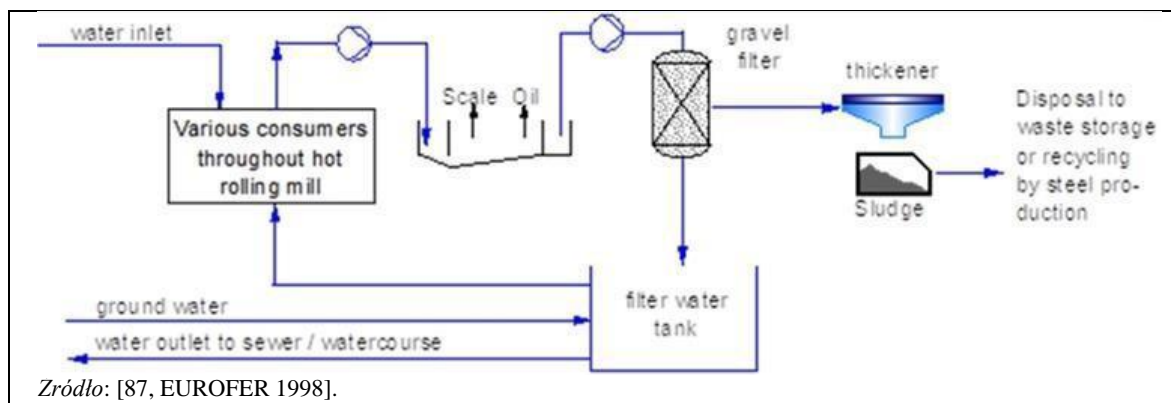 water inlet
gravel
filter
thickener
Scale Oil
Various consumers
throughout hot
rolling mill
Disposal to
waste storage
or recycling
by steel pro-
duction
Sludge
ground water
filter water
tank
water outlet to sewer / watercourse
Zródło: [87, EUROFER 1998].